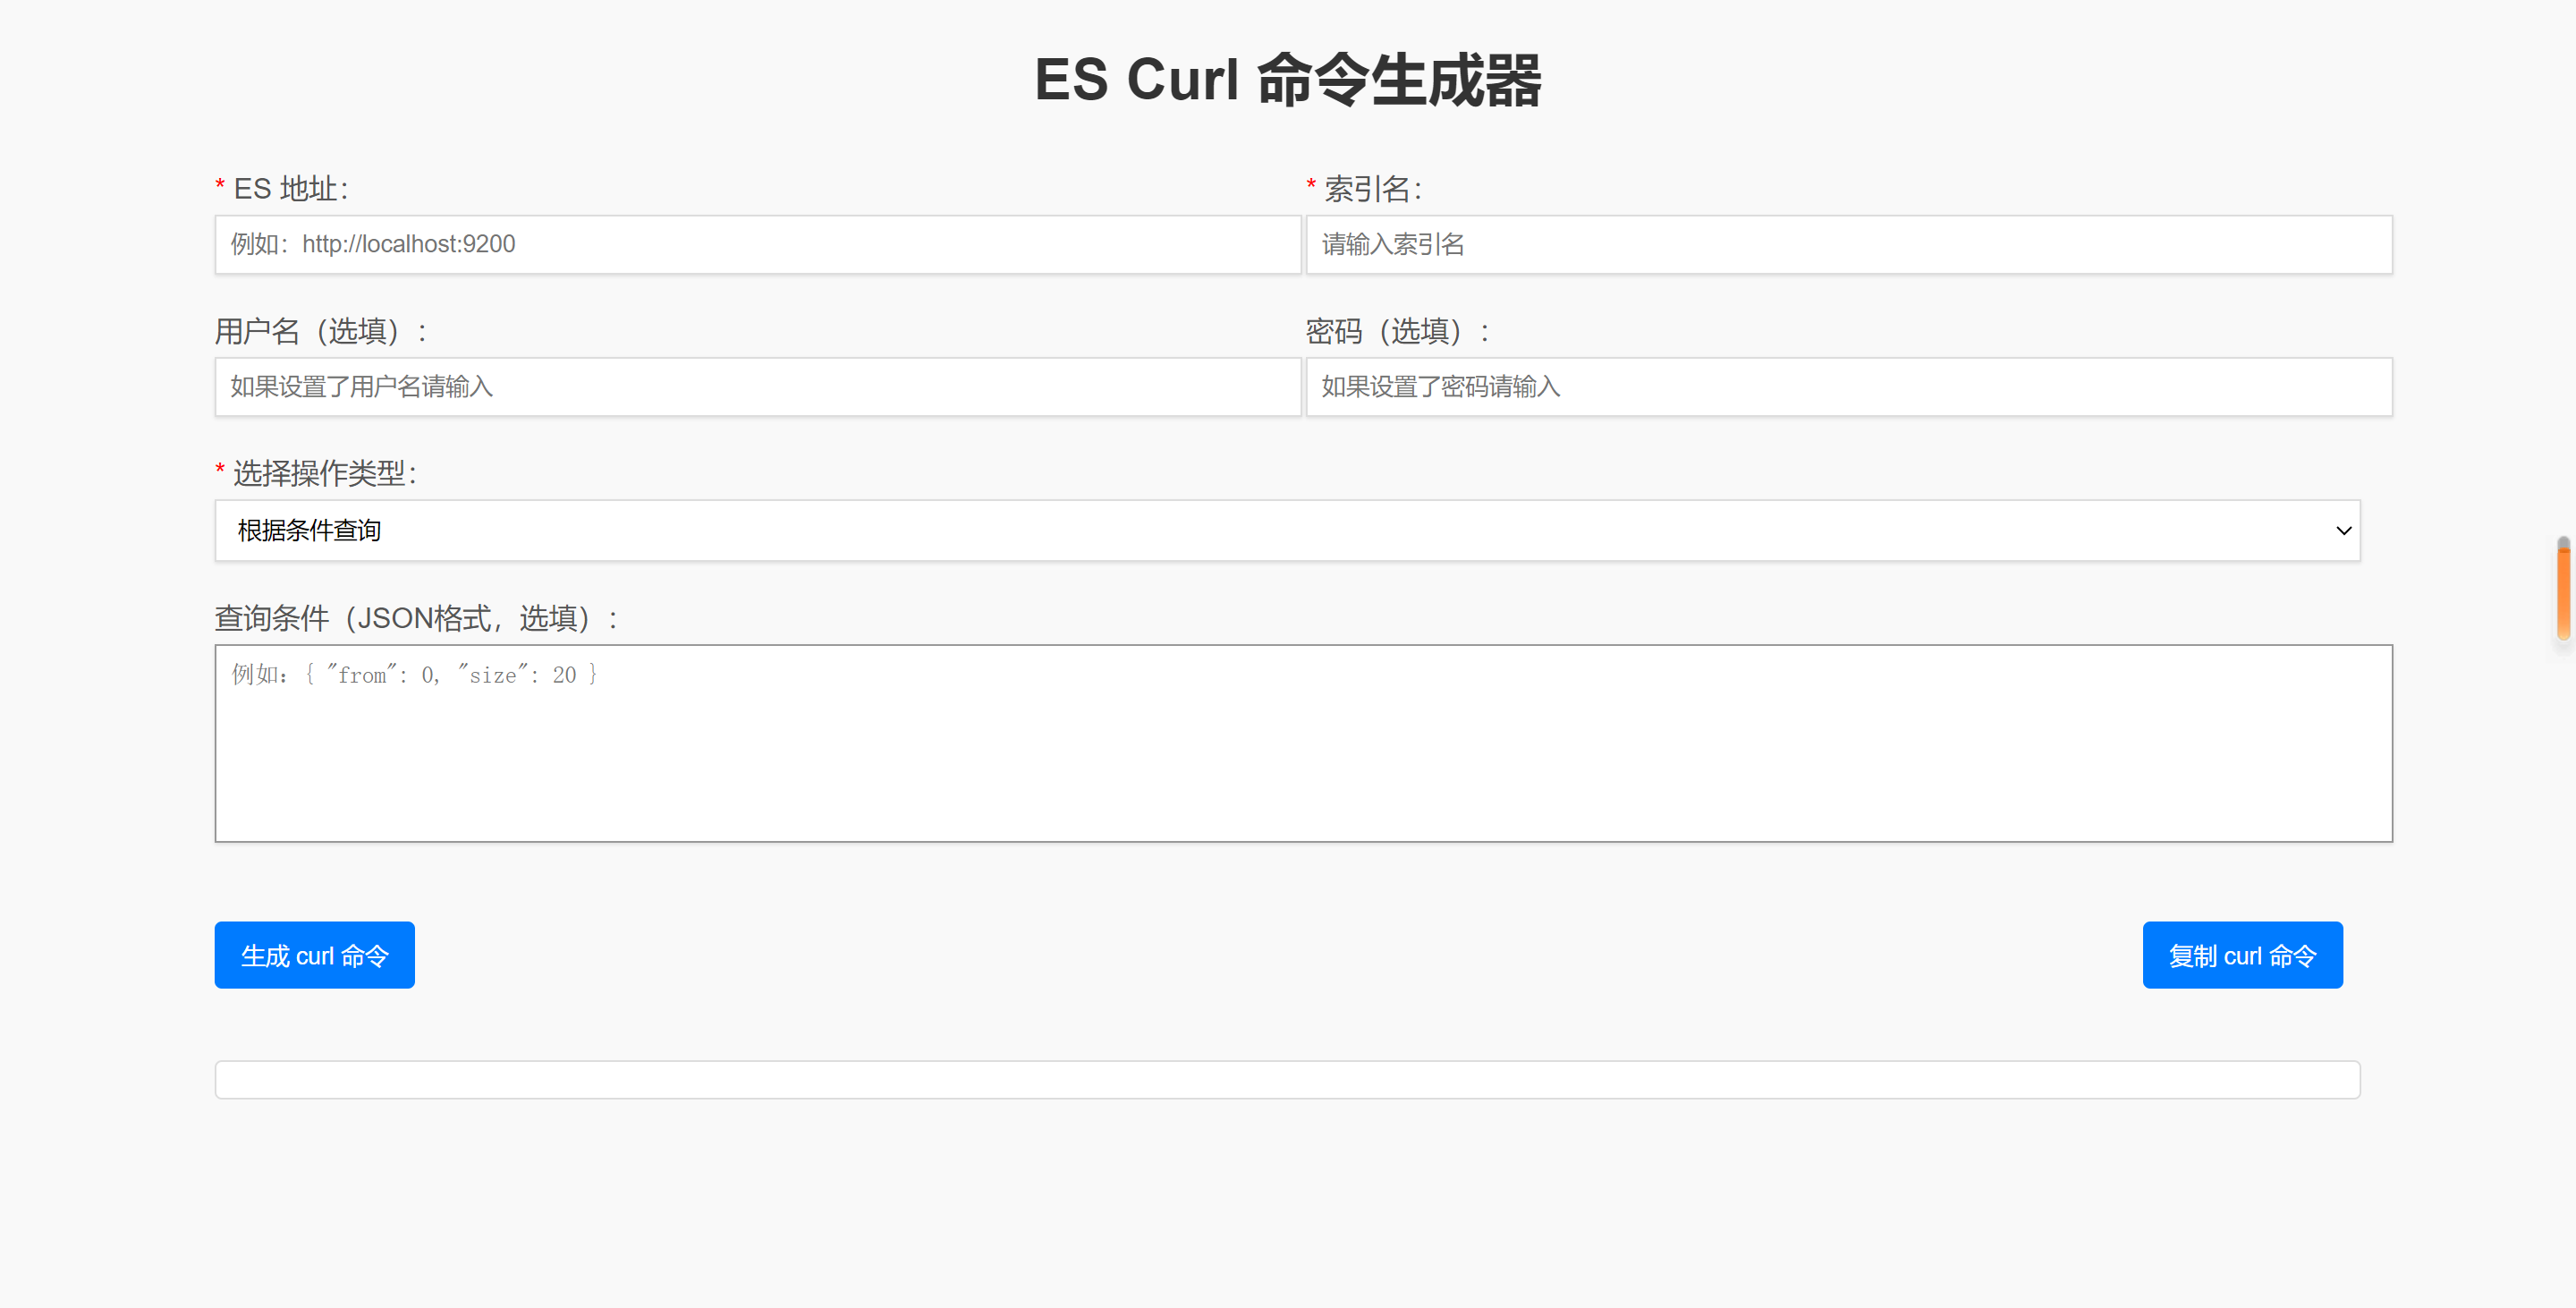 ES Curl 命令生成器
* ES 地址：
* 索引名：
例如：http://localhost:9200
请输入索引名
用户名（选填）：
密码（选填）：
如果设置了用户名请输入
如果设置了密码请输入
* 选择操作类型：
根据条件查询
查询条件（JSON格式，选填）：
例如：{ "from": 0, "size": 20 }
生成 curl 命令
复制 curl 命令